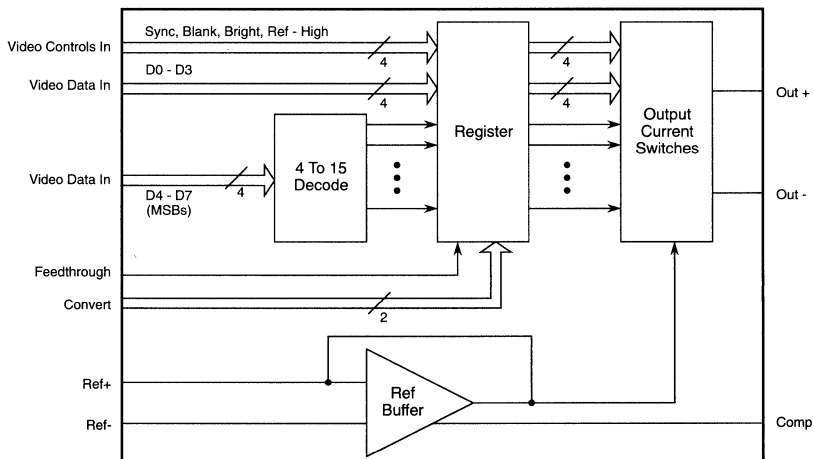 Sync, Blank, Bright, Ref - High
Video Controls In
4
4
D0 - D3
Video Data In
4
4
Out +
Register
Output
Current
Switches
4 To 15
Decode
Video Data In
4
D4 - D7
(MSBs)
Out -
Feedthrough
Convert
2
Ref+
Ref
Buffer
Ref-
Comp